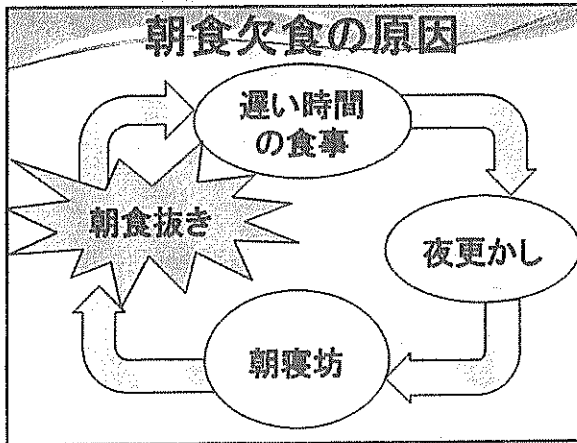 朝食欠食の原因
遅い時間
の食事
朝食抜き
夜更かし
朝寝坊